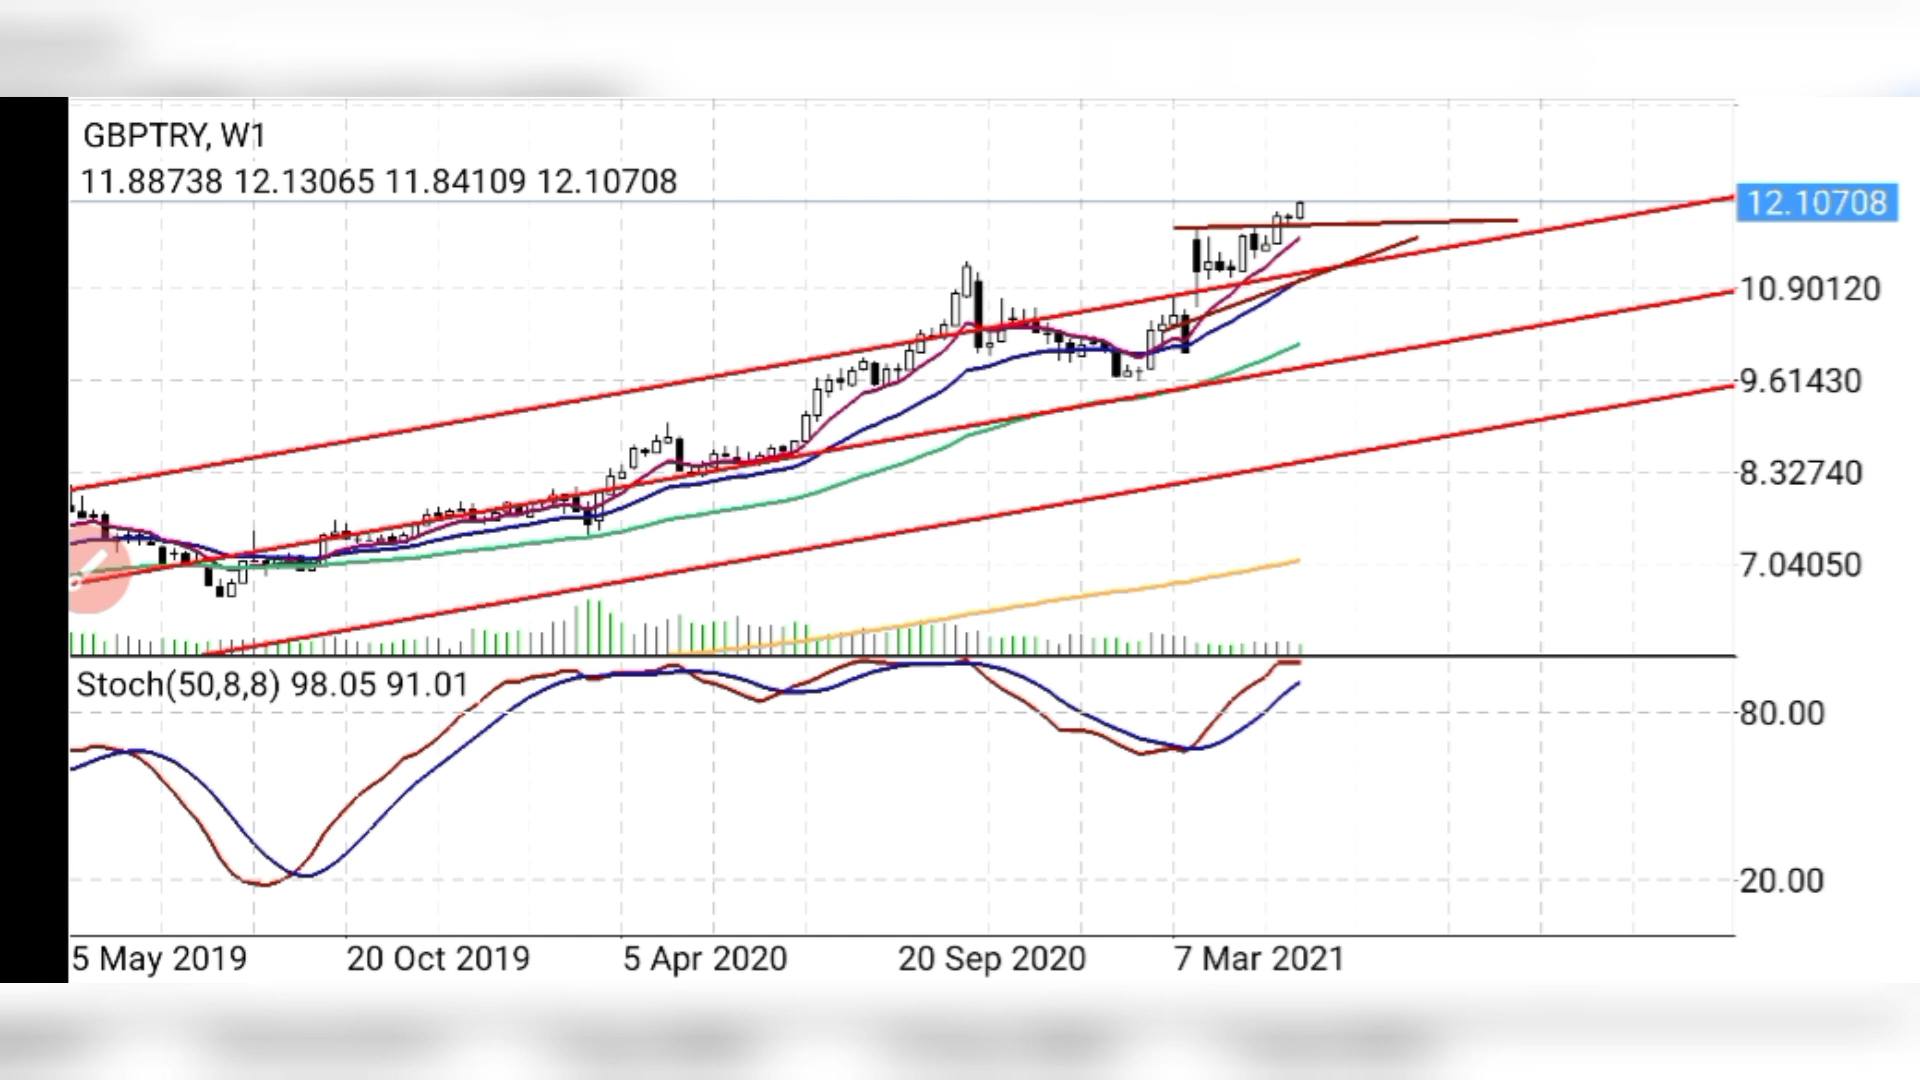 GBPTRY, W1
11.88738 12.13065 11.84109 12.10708
12.10708
10.90120
9.61430
8.32740
7.04050
Stoch(50,8,8) 98.05 91.01
80.00
20.00
5 May 2019 20 Oct 2019 5 Apr 2020 20 Sep 2020 7 Mar 2021